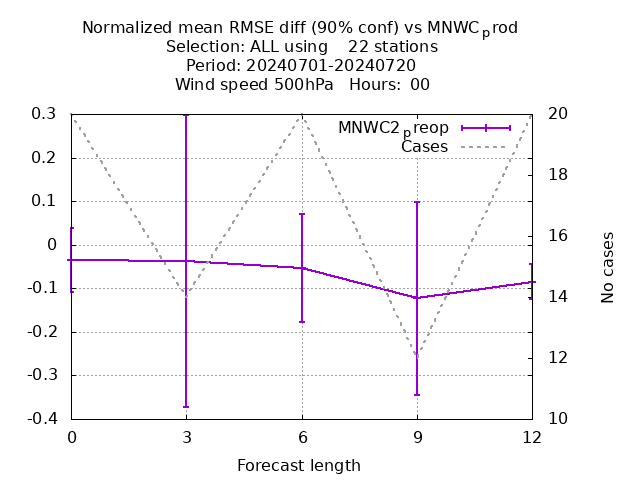 Normalized mean RMSE diff (90% conf) vs MNWCprod
Selection: ALL using    22 stations
Period: 20240701-20240720
Wind speed 500hPa   Hours:  00
MNWC2preop
Cases
0.3
0.2
0.1
0
-0.1
-0.2
-0.3
-0.4
20
18
16
14
12
10
No cases
0 3 6 9 12
Forecast length